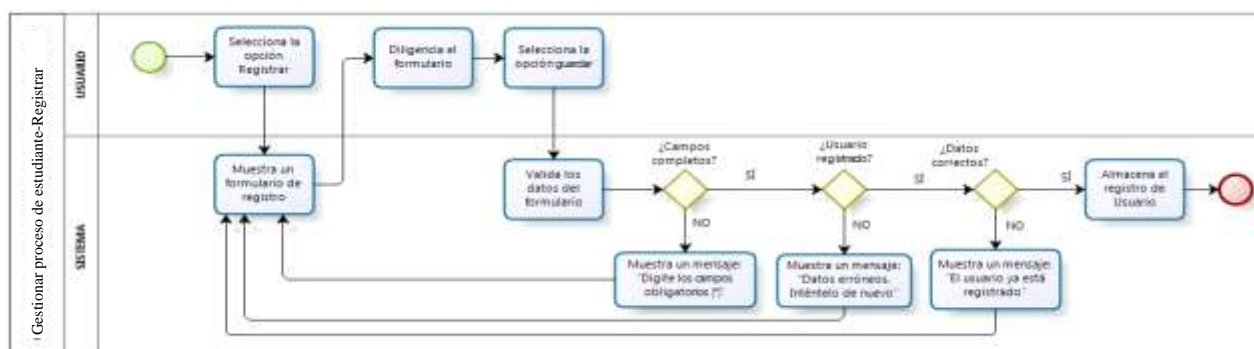 Gestionar proceso de estudiante-Registrar
USUARIO
Selecciona la
opción
Registrar
Diligencia el
formulario
Selecciona la
opción guardar
SISTEMA
Muestra un
formulario de
registro
Valida los
datos del
formulario
¿Campos
completos?
SÍ
NO
¿Usuario
registrado?
SÍ
NO
¿Datos
correctos?
SÍ
NO
Almacena el
registro de
Usuario
Muestra un mensaje:
"Digite los campos
obligatorios (*)"
Muestra un mensaje:
"Datos erróneos.
Inténtelo de nuevo"
Muestra un mensaje:
"El usuario ya está
registrado"